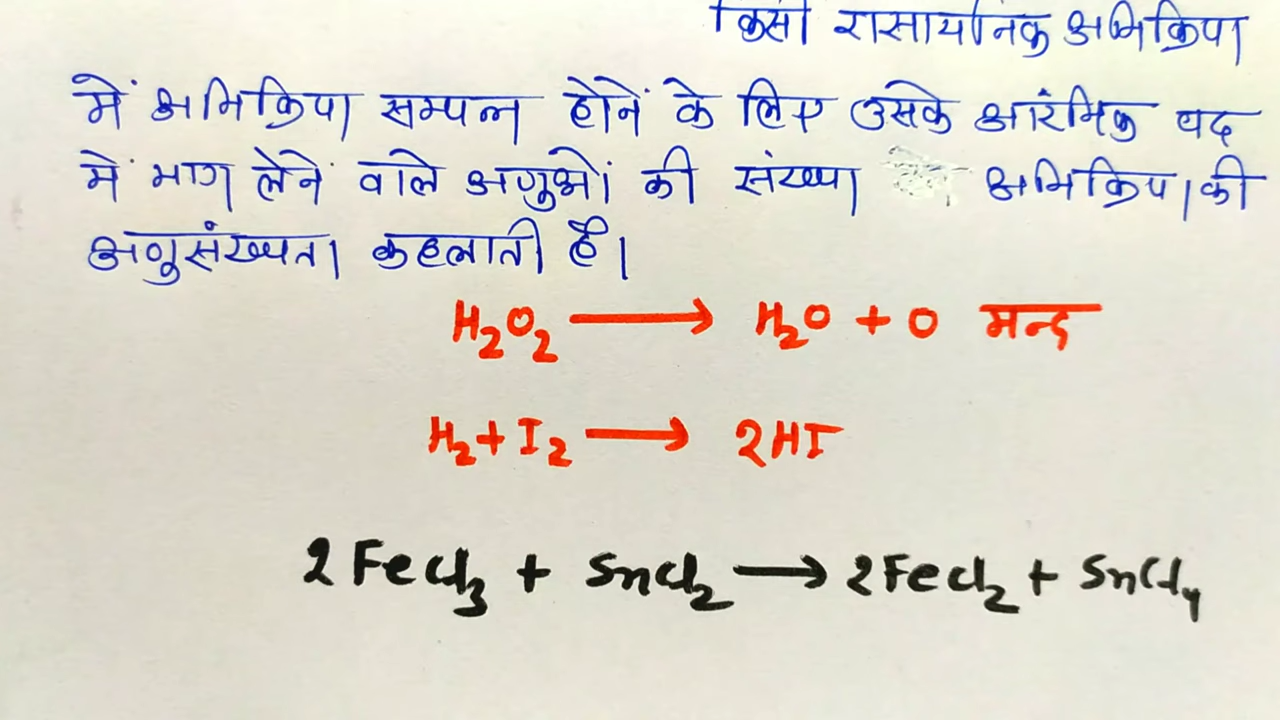 किसी रासायनिक अभिक्रिया
में अभिक्रिया सम्पन्न होनें के लिए उसके आरंभिक पद
में भाग लेनें वाले अणुओं की संख्या अभिक्रिया की
अणुसंख्यता कहलाती है।
H₂O₂ ⟶ H₂O + O मन्द
H₂ + I₂ ⟶ 2HI
2FeCl₃ + SnCl₂ ⟶ 2FeCl₂ + SnCl₄